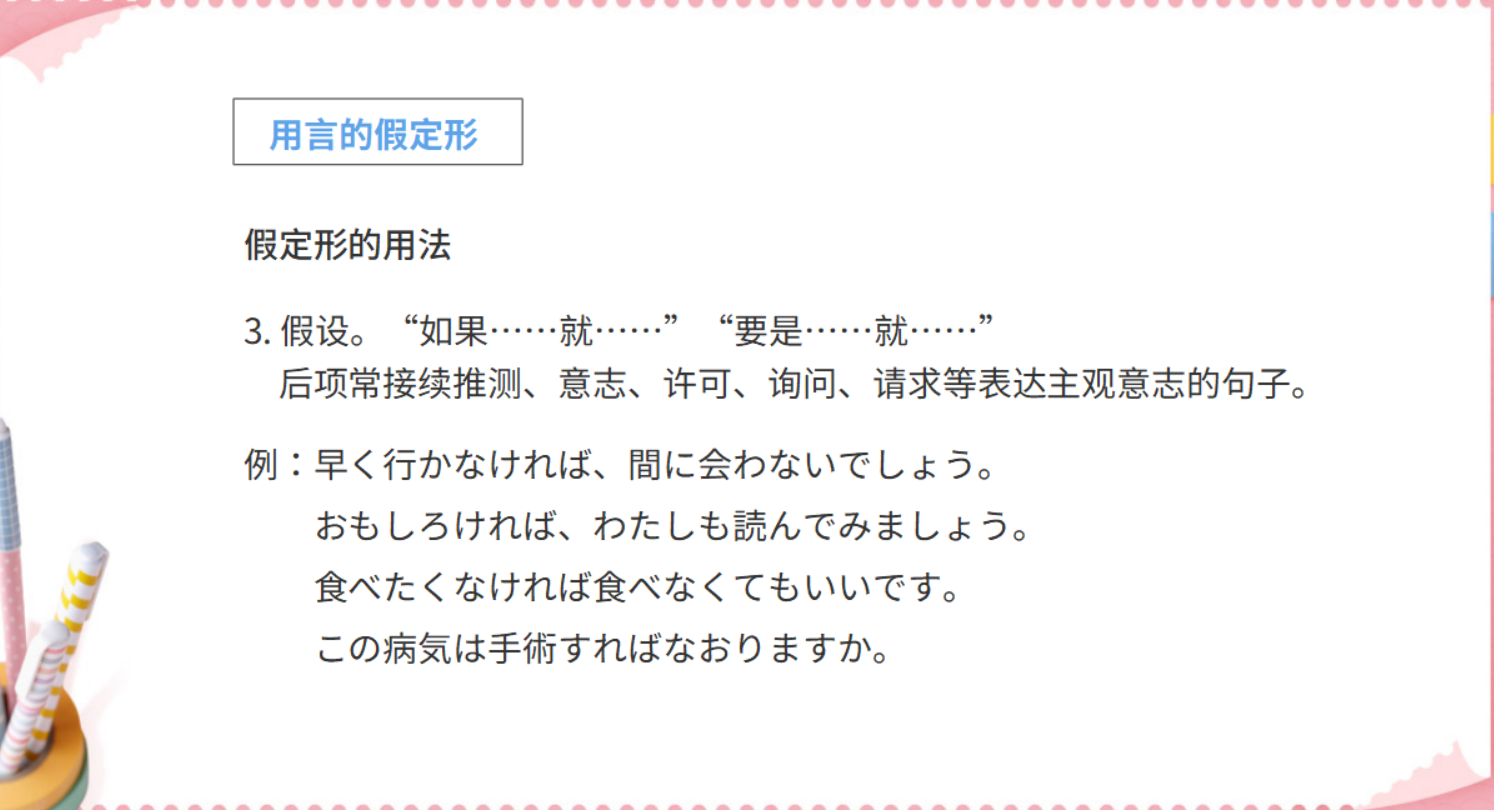 用言的假定形
假定形的用法
3. 假设。 “如果……就……” “要是……就……”
后项常接续推测、意志、许可、询问、请求等表达主观意志的句子。
例：早く行かなければ、間に会わないでしょう。
おもしろければ、わたしも読んでみましょう。
食べたくなければ食べなくてもいいです。
この病気は手術すればなおりますか。